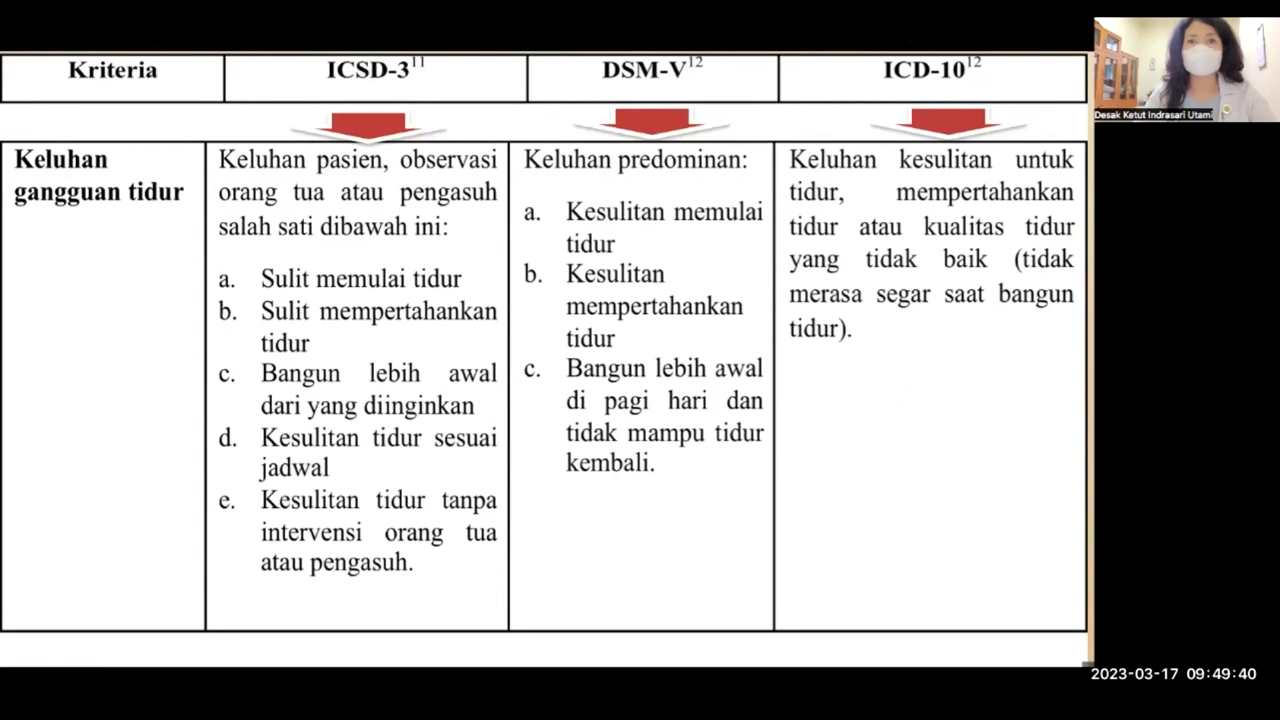 Kriteria
ICSD-3¹¹
DSM-V¹²
ICD-10¹²
Desak Ketut Indrasari Utami
Keluhan
gangguan tidur
Keluhan pasien, observasi
orang tua atau pengasuh
salah sati dibawah ini:
a. Sulit memulai tidur
b. Sulit mempertahankan
tidur
c. Bangun lebih awal
dari yang diinginkan
d. Kesulitan tidur sesuai
jadwal
e. Kesulitan tidur tanpa
intervensi orang tua
atau pengasuh.
Keluhan predominan:
a. Kesulitan memulai
tidur
b. Kesulitan
mempertahankan
tidur
c. Bangun lebih awal
di pagi hari dan
tidak mampu tidur
kembali.
Keluhan kesulitan untuk
tidur, mempertahankan
tidur atau kualitas tidur
yang tidak baik (tidak
merasa segar saat bangun
tidur).
2023-03-17 09:49:40